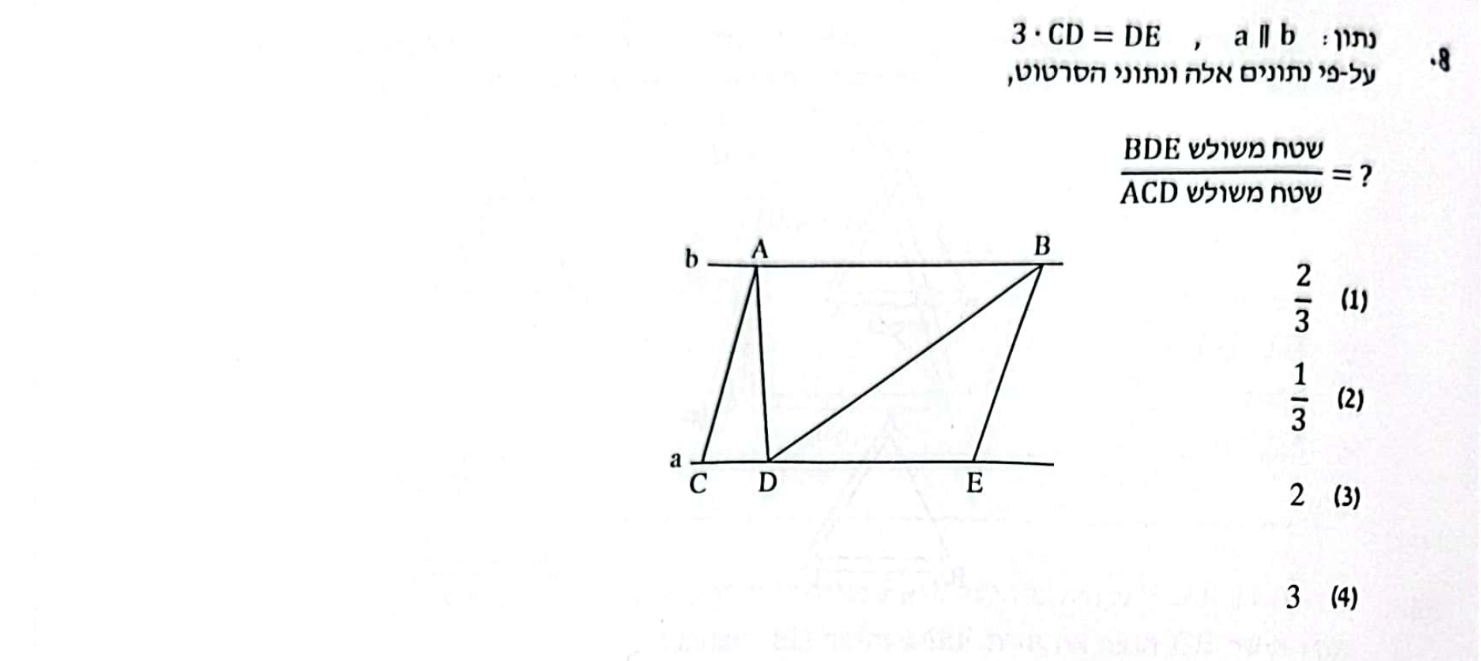 8. נתון: a ∥ b , 3 · CD = DE
על-פי נתונים אלה ונתוני הסרטוט,
שטח משולש BDE
= ?
שטח משולש ACD
(1) 2/3
(2) 1/3
(3) 2
(4) 3
b A B
a C D E